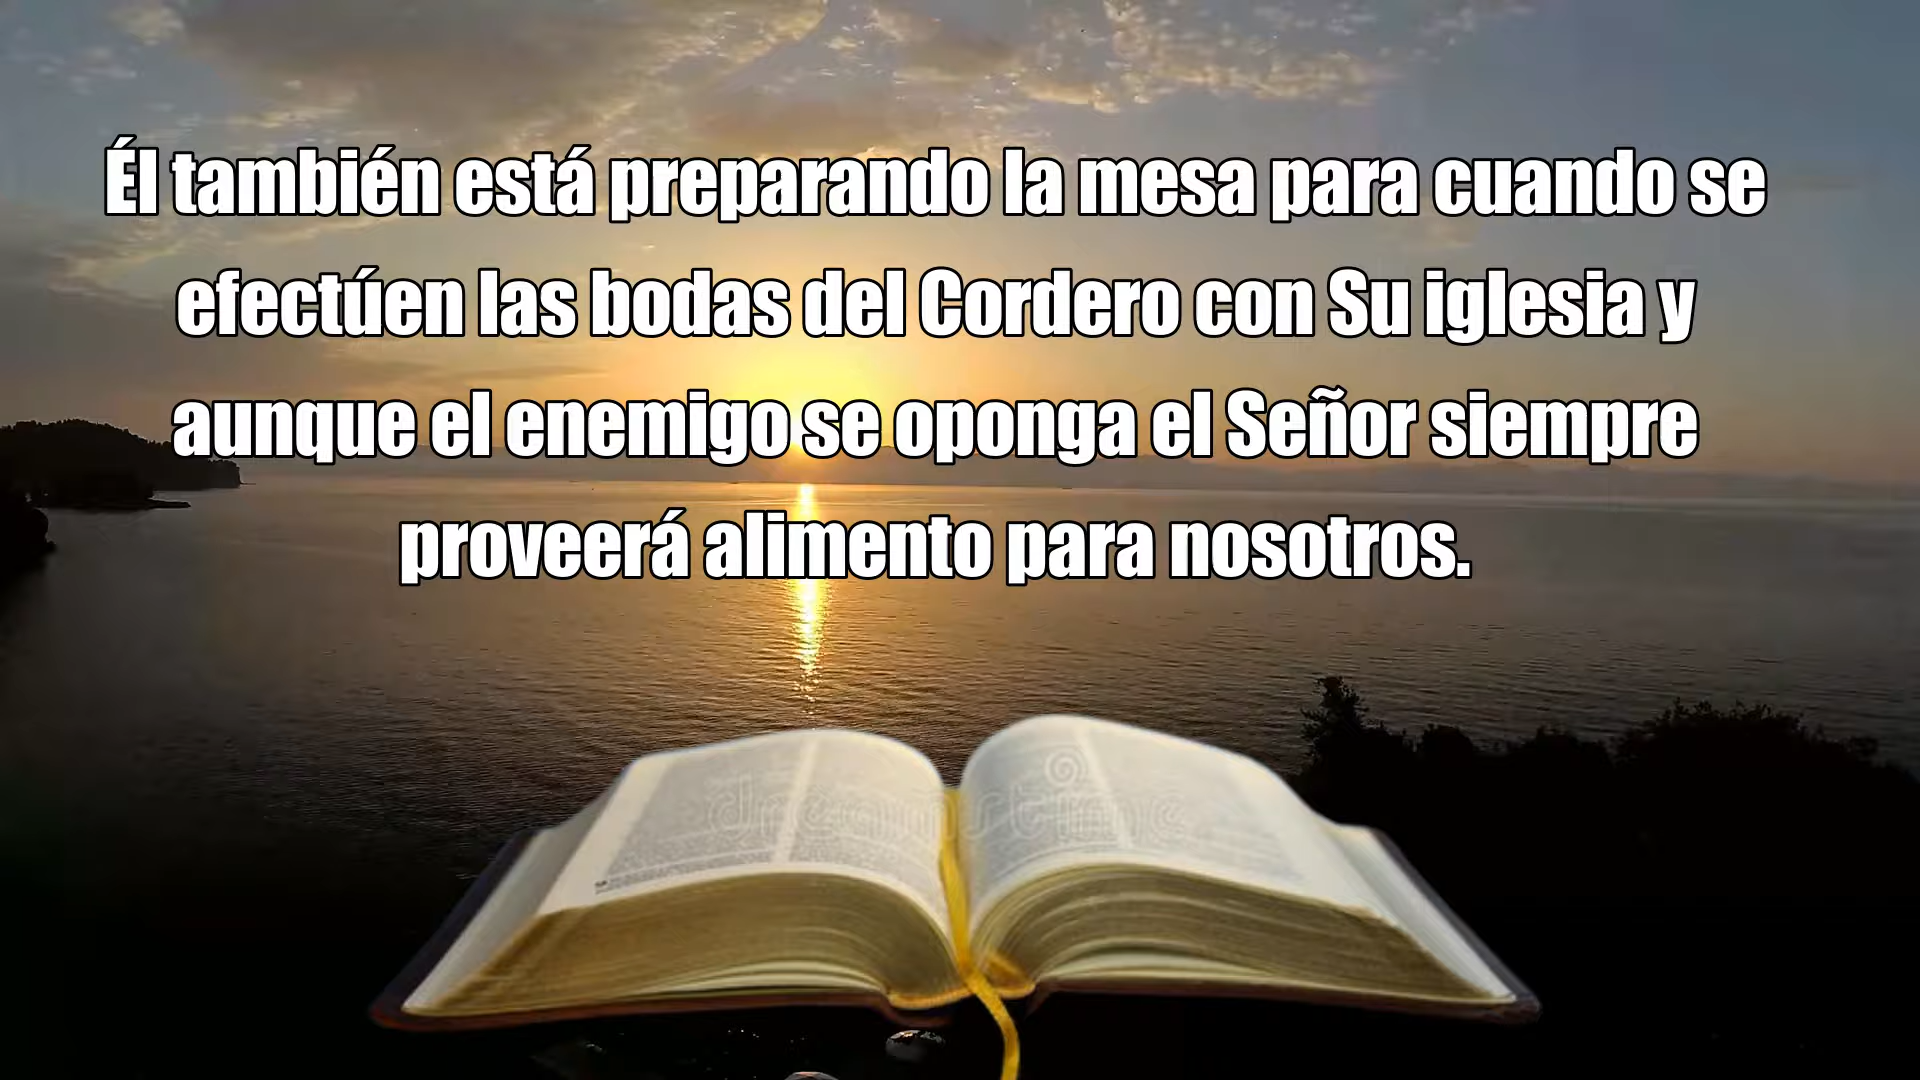 Él también está preparando la mesa para cuando se
efectúen las bodas del Cordero con Su iglesia y
aunque el enemigo se oponga el Señor siempre
proveerá alimento para nosotros.
dreamstime